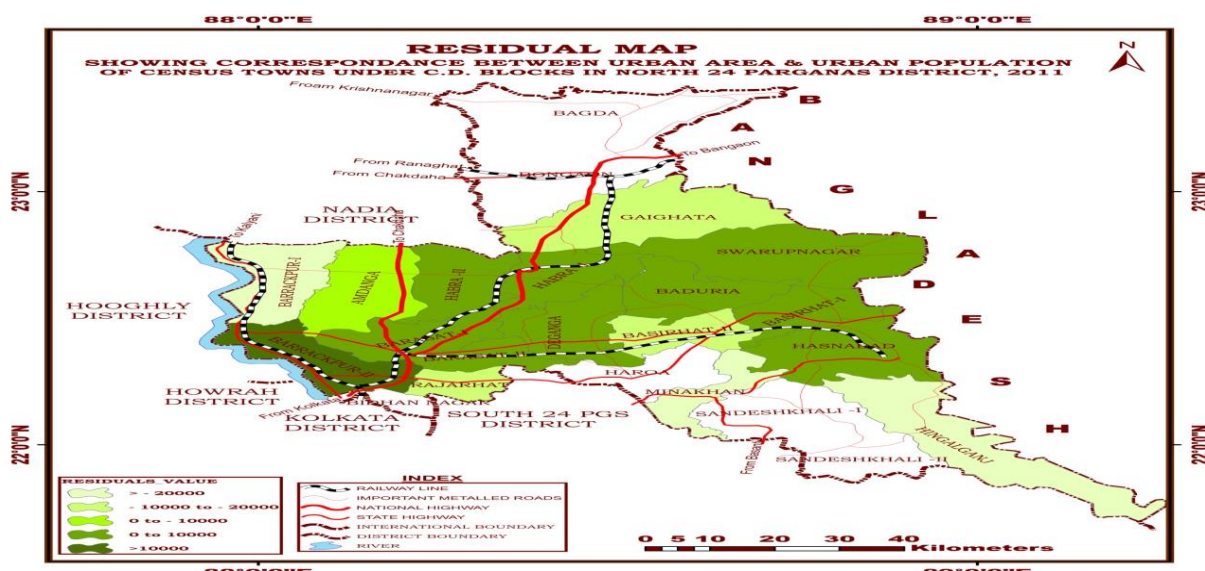 88°0'0"E 89°0'0"E
RESIDUAL MAP
SHOWING CORRESPONDANCE BETWEEN URBAN AREA & URBAN POPULATION
OF CENSUS TOWNS UNDER C.D. BLOCKS IN NORTH 24 PARGANAS DISTRICT, 2011
N
Froam Krishnanagar
BAGDA
B
A
N
G
L
A
D
E
S
H
To Bangaon
From Ranaghat
From Chakdaha
23°0'0"N
23°0'0"N
NADIA
DISTRICT
To Kalyani
GAIGHATA
SWARUPNAGAR
BARRACKPUR-I
AMDANGA
HABRA-II
HABRA
BADURIA
HOOGHLY
DISTRICT
DEGANGA
BASIRHAT-II
BASIRHAT-I
BARRACKPUR-II
HASNABAD
HAROA
RAJARHAT
HOWRAH
DISTRICT
From Kolkata
KOLKATA
DISTRICT
SOUTH 24 PGS
DISTRICT
MINAKHAN
SANDESHKHALI -I
SANDESHKHALI -II
HINGALGANJ
22°0'0"N
22°0'0"N
RESIDUALS_VALUE
> - 20000
- 10000 to - 20000
0 to - 10000
0 to 10000
>10000
INDEX
RAILWAY LINE
IMPORTANT METALLED ROADS
NATIONAL HIGHWAY
STATE HIGHWAY
INTERNATIONAL BOUNDARY
DISTRICT BOUNDARY
RIVER
0 5 10 20 30 40
Kilometers